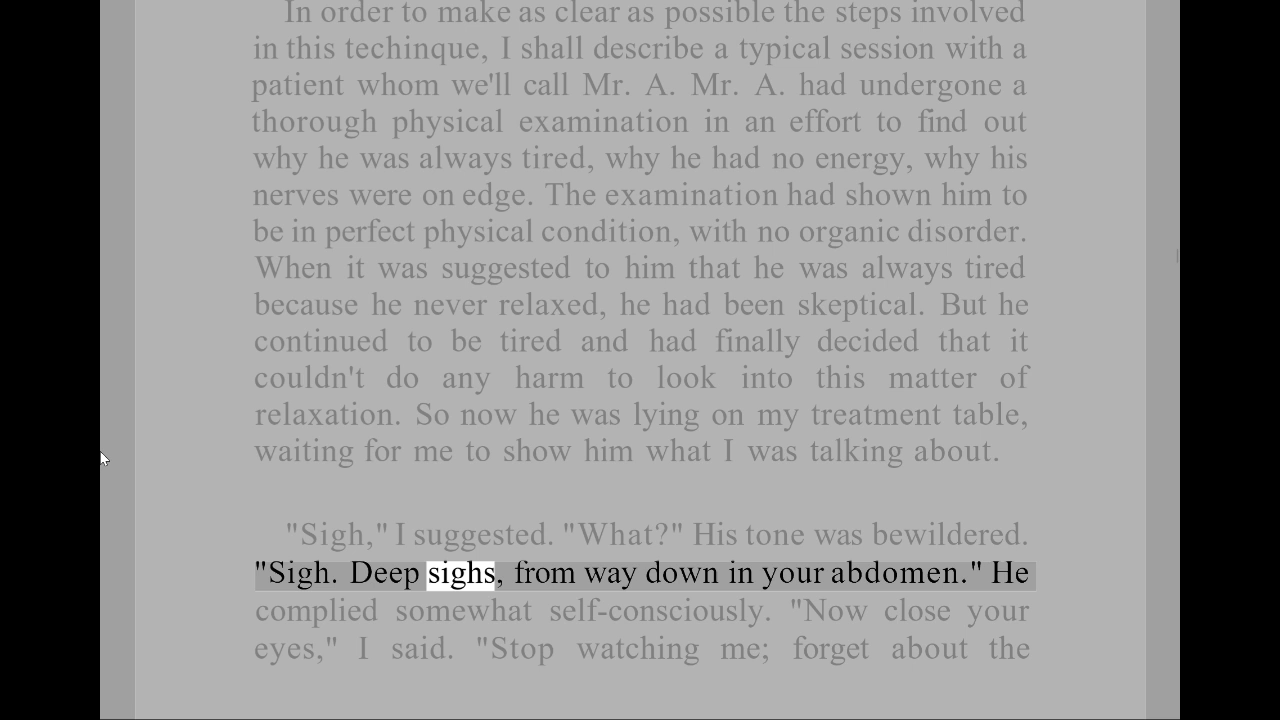 In order to make as clear as possible the steps involved
in this techinque, I shall describe a typical session with a
patient whom we'll call Mr. A. Mr. A. had undergone a
thorough physical examination in an effort to find out
why he was always tired, why he had no energy, why his
nerves were on edge. The examination had shown him to
be in perfect physical condition, with no organic disorder.
When it was suggested to him that he was always tired
because he never relaxed, he had been skeptical. But he
continued to be tired and had finally decided that it
couldn't do any harm to look into this matter of
relaxation. So now he was lying on my treatment table,
waiting for me to show him what I was talking about.
"Sigh," I suggested. "What?" His tone was bewildered.
"Sigh. Deep sighs, from way down in your abdomen." He
complied somewhat self-consciously. "Now close your
eyes," I said. "Stop watching me; forget about the